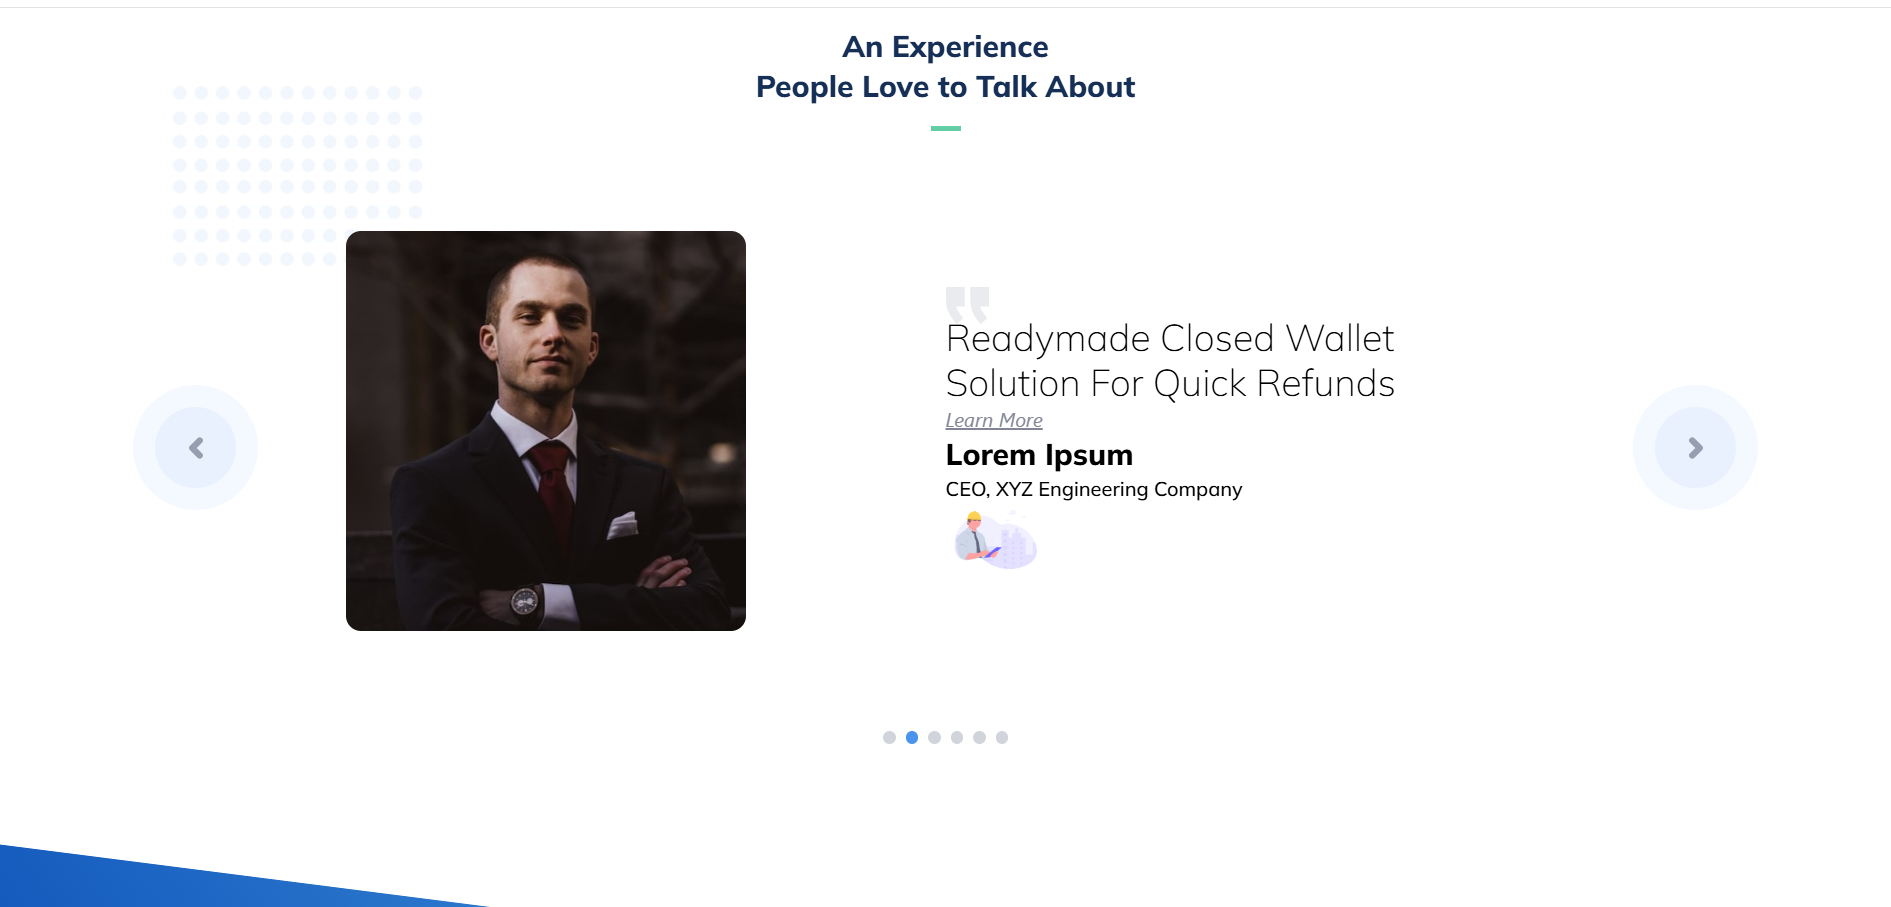 An Experience
People Love to Talk About
Readymade Closed Wallet
Solution For Quick Refunds
Learn More
Lorem Ipsum
CEO, XYZ Engineering Company